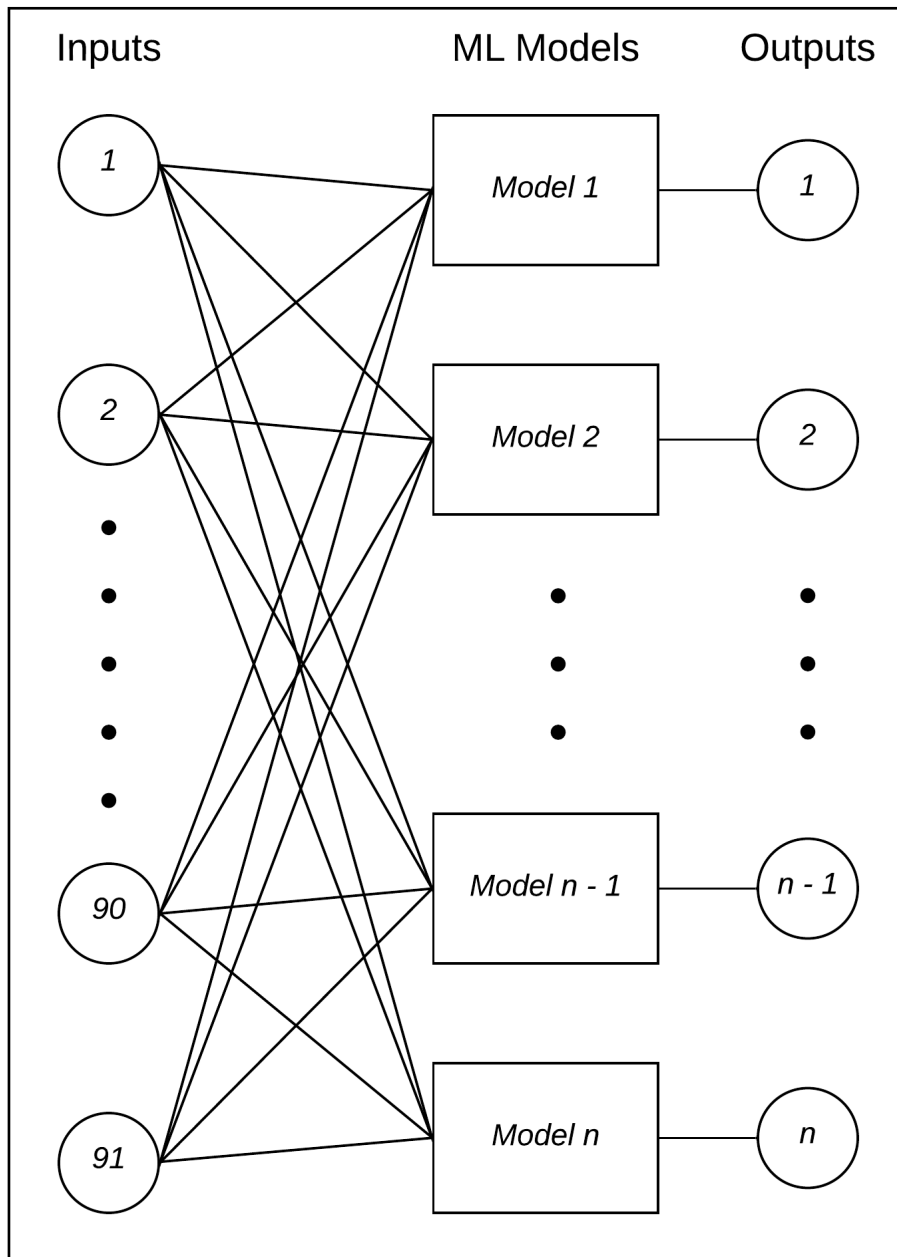 Inputs
ML Models
Outputs
1
Model 1
1
2
Model 2
2
90
Model n - 1
n - 1
91
Model n
n